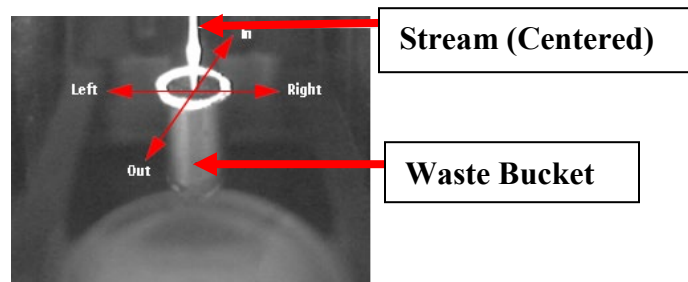 Stream (Centered)
In
Left
Right
Out
Waste Bucket